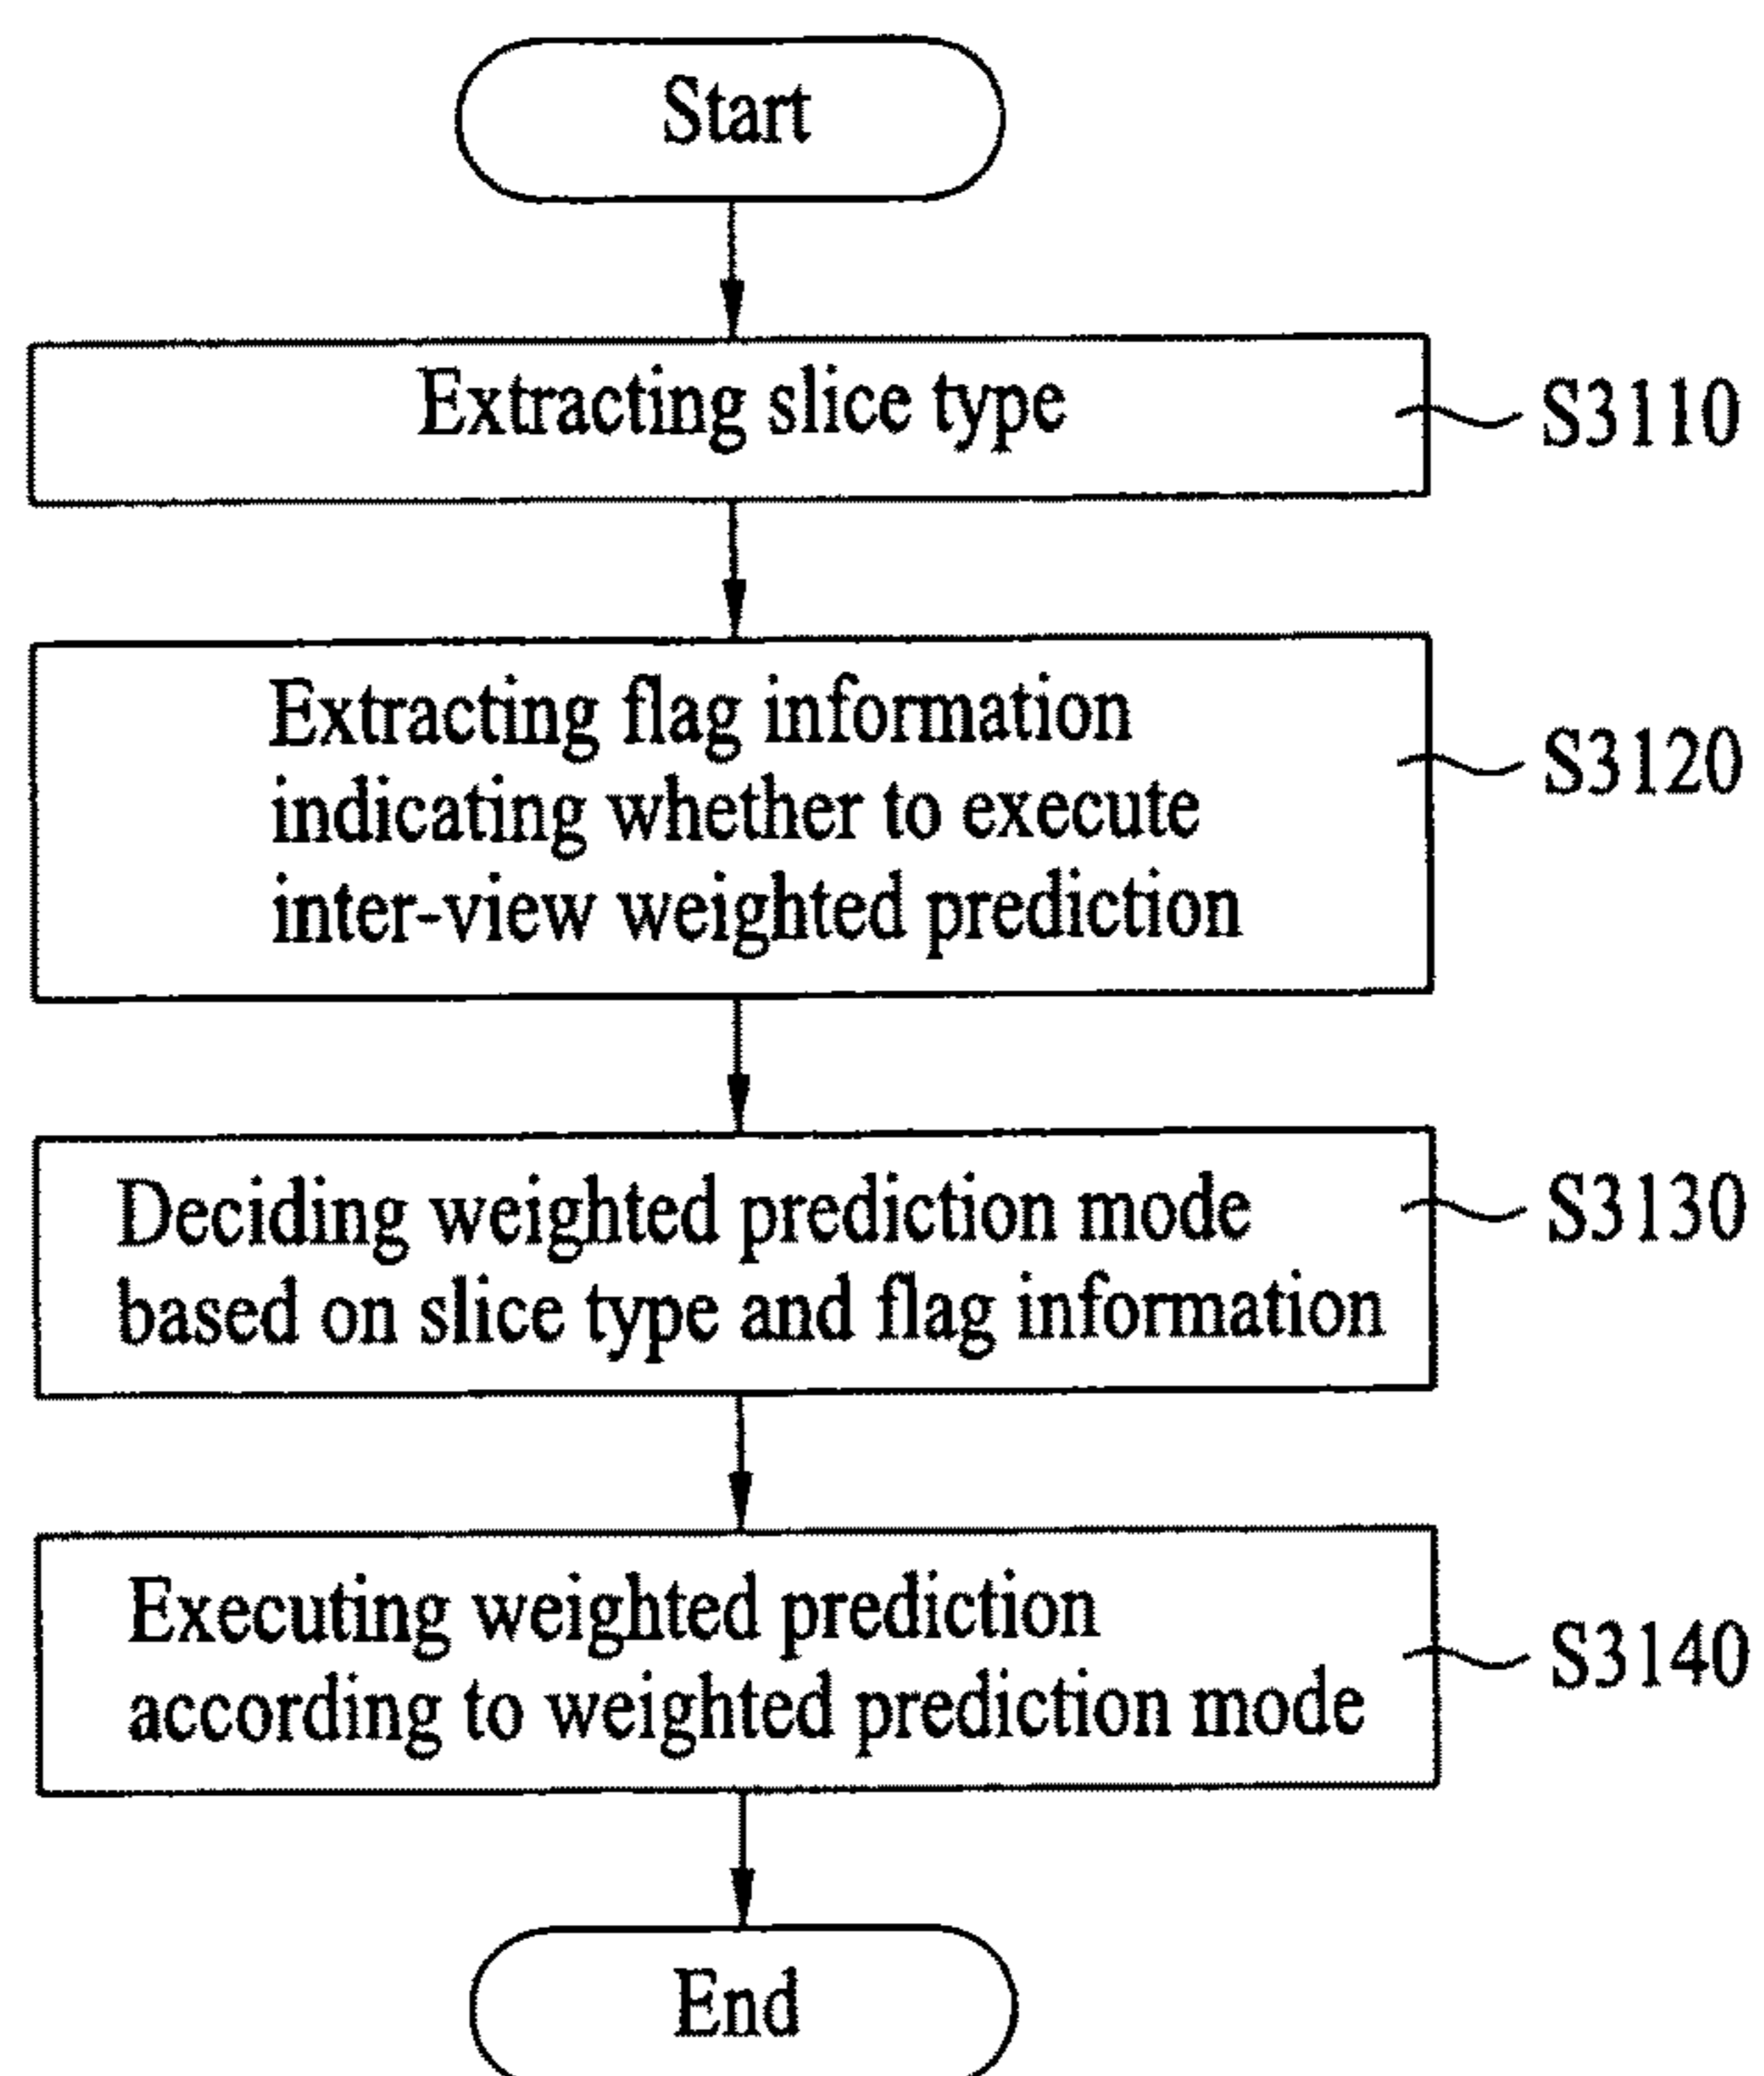 Start
Extracting slice type
S3110
Extracting flag information
indicating whether to execute
inter-view weighted prediction
S3120
Deciding weighted prediction mode
based on slice type and flag information
S3130
Executing weighted prediction
according to weighted prediction mode
S3140
End